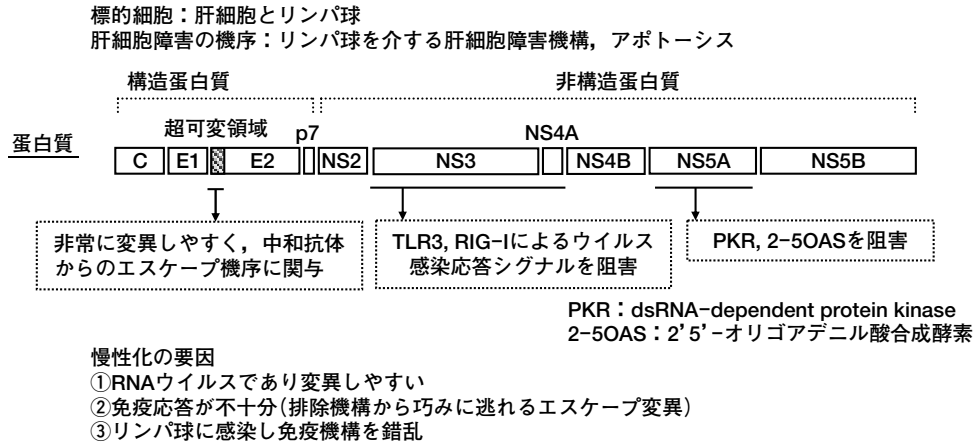 標的細胞：肝細胞とリンパ球
肝細胞障害の機序：リンパ球を介する肝細胞障害機構，アポトーシス
構造蛋白質 非構造蛋白質
超可変領域 p7 NS4A
蛋白質
C E1 E2 NS2 NS3 NS4B NS5A NS5B
非常に変異しやすく，中和抗体
からのエスケープ機序に関与
TLR3, RIG-Iによるウイルス
感染応答シグナルを阻害
PKR, 2-5OASを阻害
PKR：dsRNA-dependent protein kinase
2-5OAS：2’5’-オリゴアデニル酸合成酵素
慢性化の要因
①RNAウイルスであり変異しやすい
②免疫応答が不十分（排除機構から巧みに逃れるエスケープ変異）
③リンパ球に感染し免疫機構を錯乱